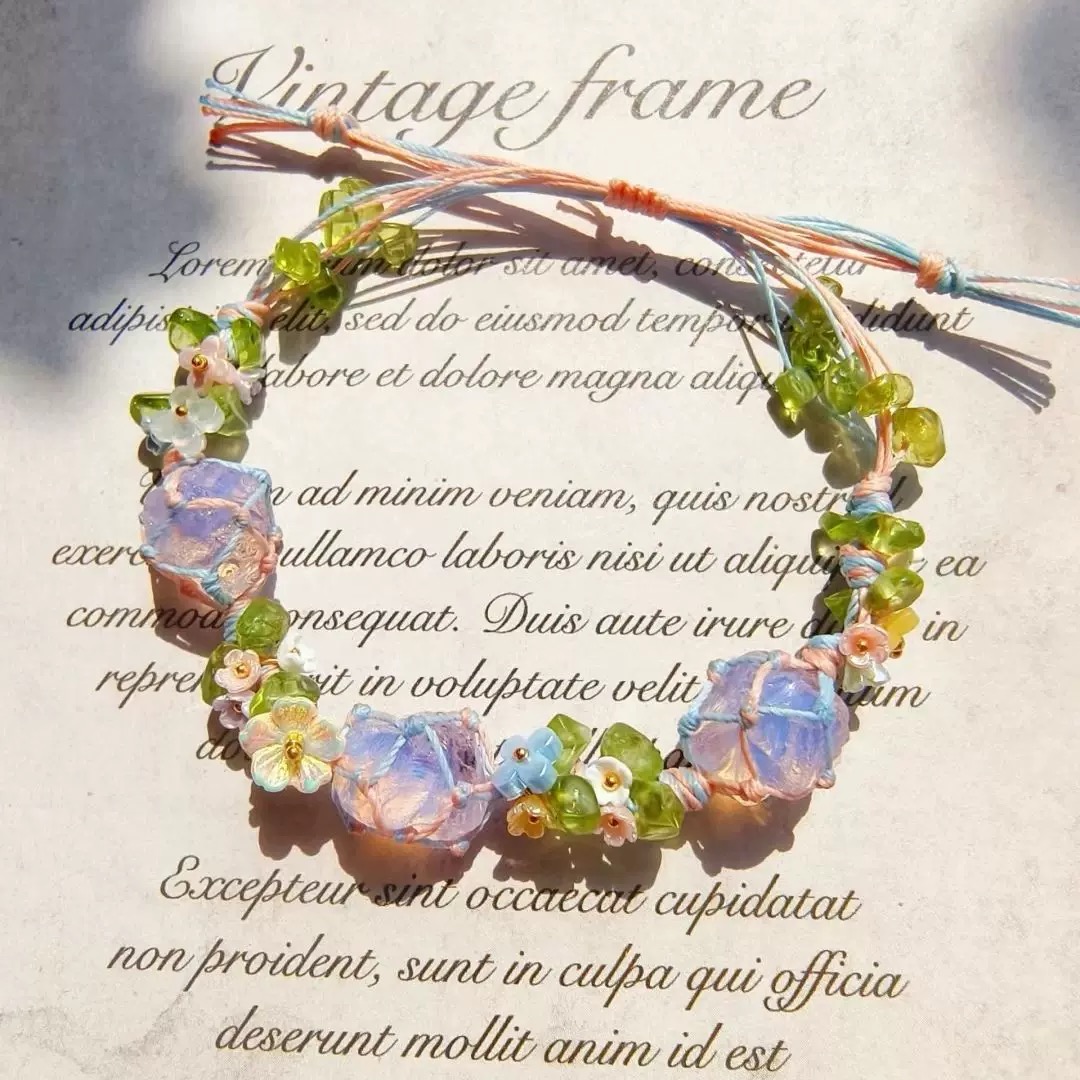 Vintage frame
Lorem dolor sit amet,
elit, sed do eiusmod tempor
labore et dolore magna
ad minim veniam, quis
ullamco laboris nisi ut ea
commodo consequat. Duis aute irure in
in voluptate velit
Excepteur sint occaecat cupidatat
non proident, sunt in culpa qui officia
deserunt mollit anim id est